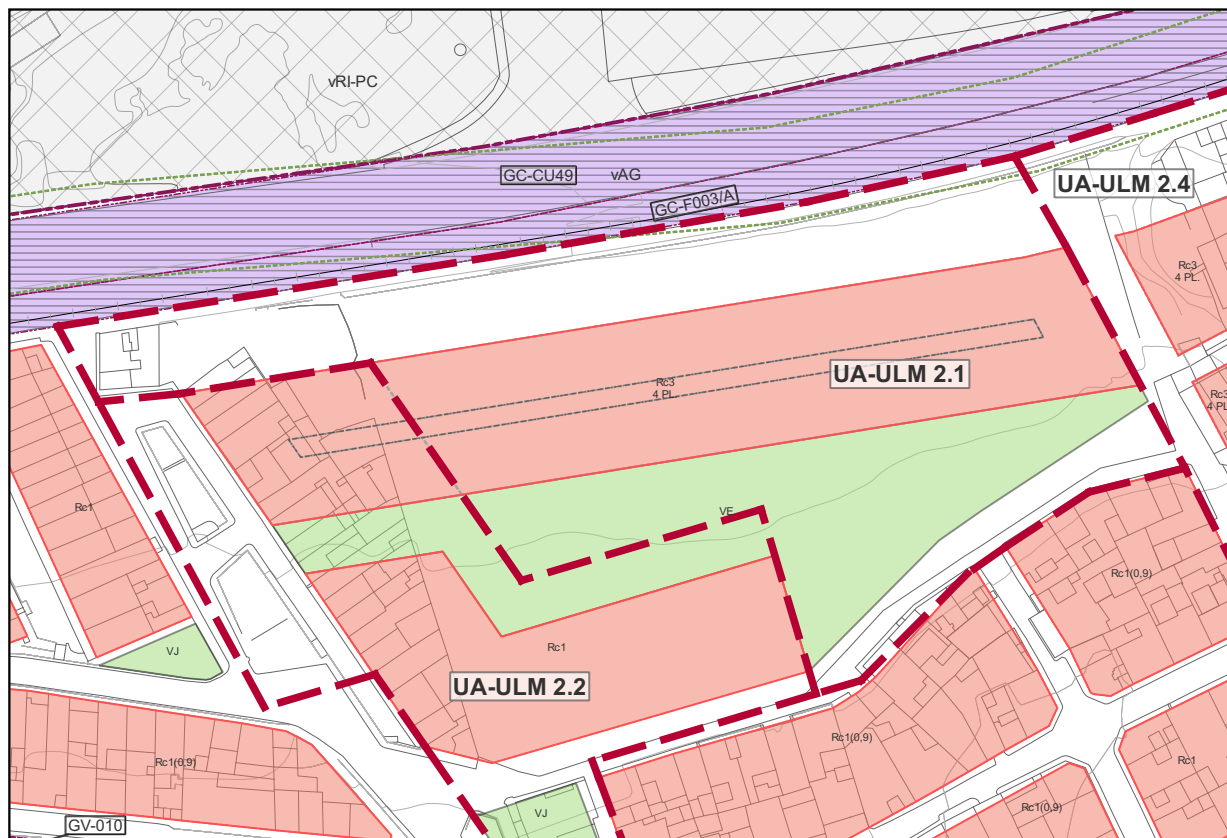 vRI-PC
GC-CU49
vAG
GC-F003/A
UA-ULM 2.4
Rc3
4 PL.
UA-ULM 2.1
Rc3
4 PL.
Rc3
4 PL.
Rc1
VE
Rc1(0,9)
VJ
Rc1
UA-ULM 2.2
Rc1(0,9)
Rc1(0,9)
Rc1
Rc1(0,9)
VJ
GV-010